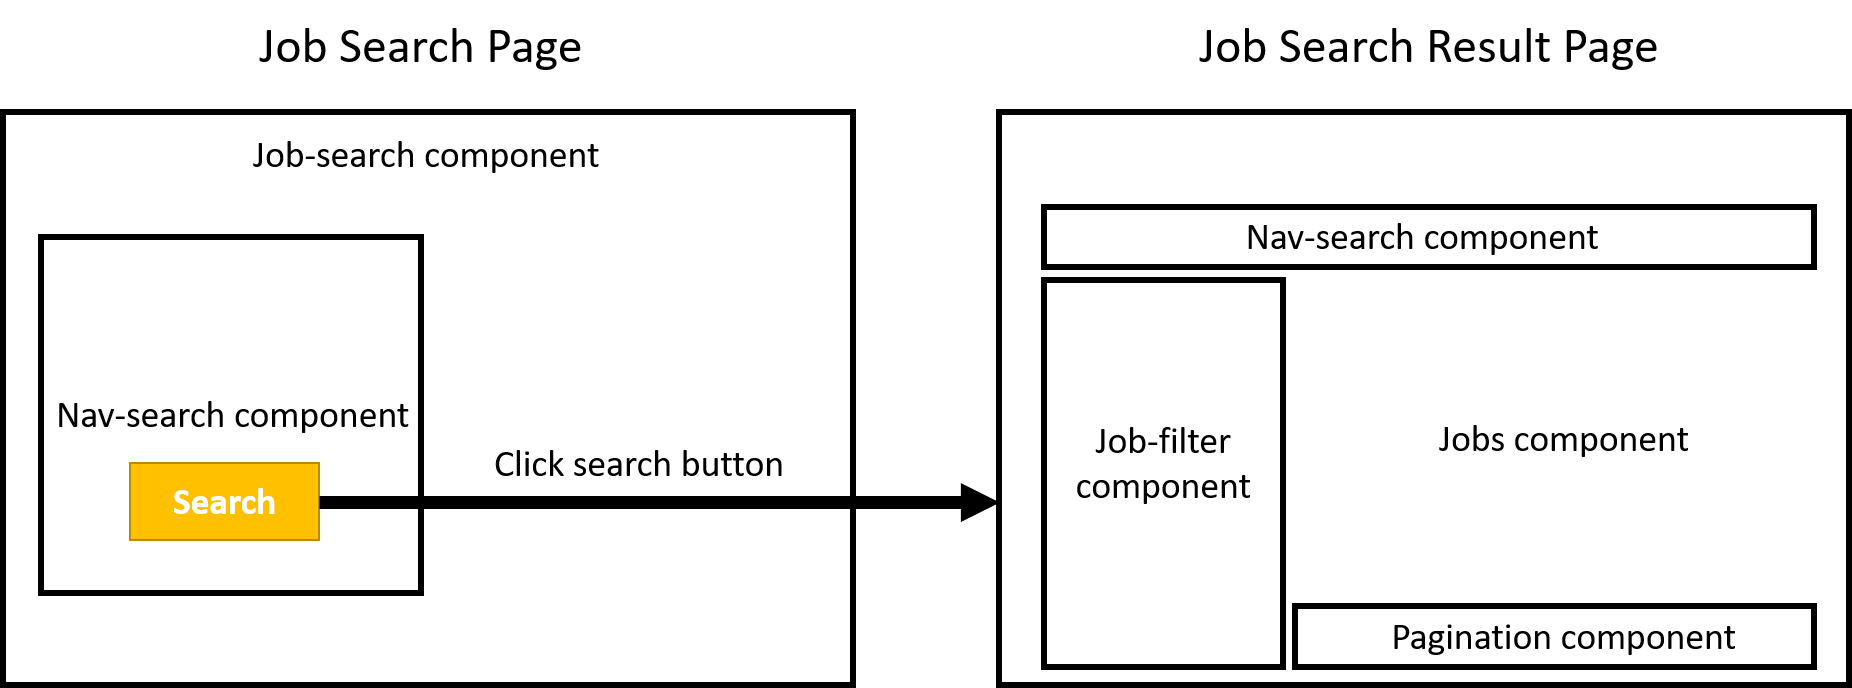 Job Search Page
Job-search component
Nav-search component
Search
Click search button
Job Search Result Page
Nav-search component
Job-filter
component
Jobs component
Pagination component